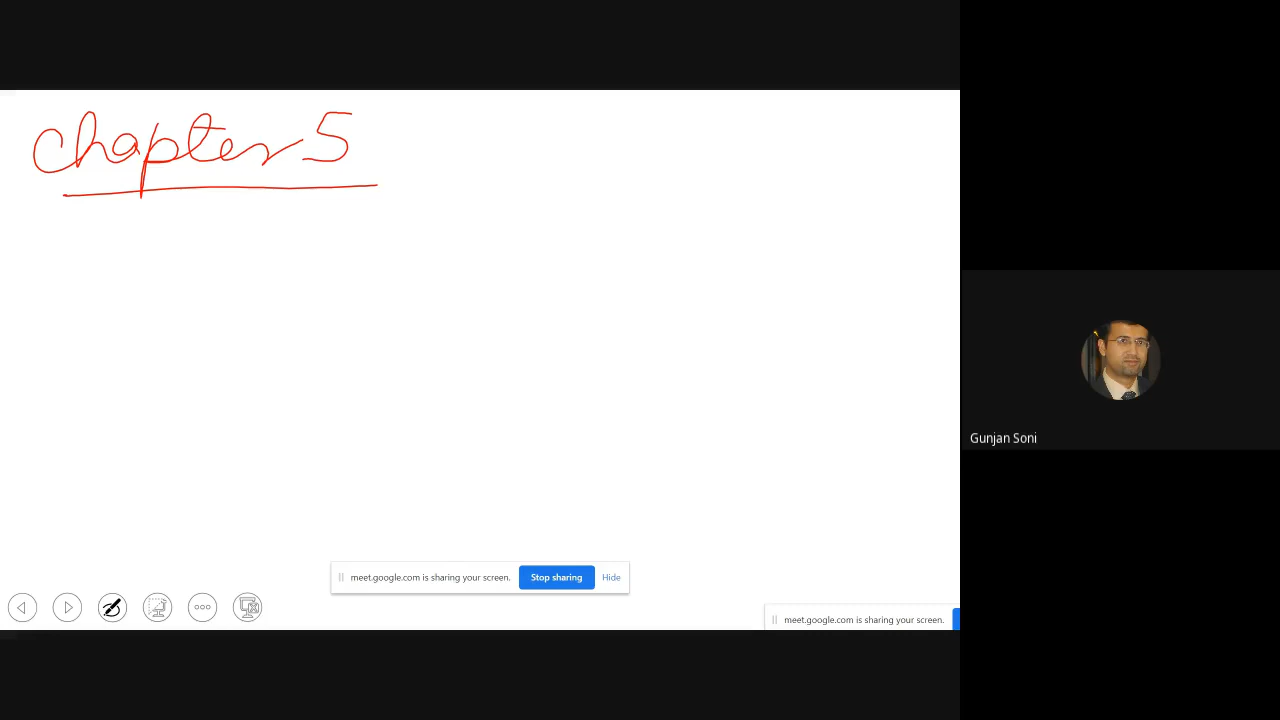 chapter 5
Gunjan Soni
meet.google.com is sharing your screen. Stop sharing Hide
meet.google.com is sharing your screen.